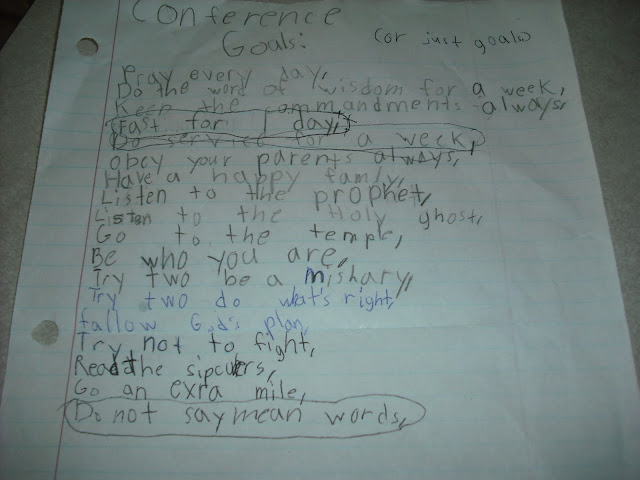 Conference
Goals:
(or just goals)
Pray every day,
Do the word of wisdom for a week,
Keep the commandments always,
Fast for 1 day,
Do service for a week,
obey your parents always,
Have a happy family,
Listen to the prophet,
Listen to the Holy ghost,
Go to the temple,
Be who you are,
Try two be a mishary,
Try two do what's right,
fallow God's plan,
Try not to fight,
Read the sipcuers,
Go an exra mile,
Do not say mean words,